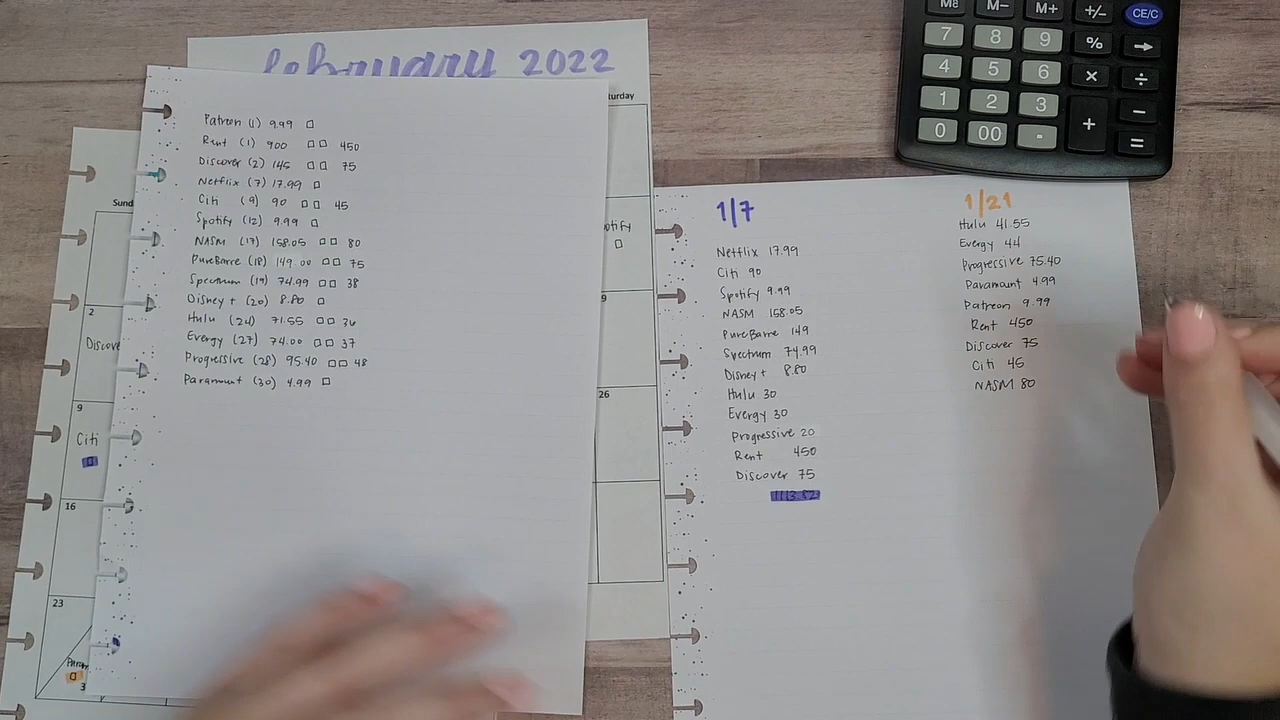 february 2022
turday
Sund
Patreon (1) 9.99
Rent (1) 900 450
Discover (2) 145 75
Netflix (7) 17.99
Citi (9) 90 45
Spotify (12) 9.99
NASM (17) 158.05 80
PureBarre (18) 149.00 75
Spectrum (19) 74.99 38
Disney + (20) 8.80
Hulu (24) 71.55 36
Evergy (27) 74.00 37
Progressive (28) 95.40 48
Paramount (30) 4.99
2
Discove
9
Citi
16
23
Param
3
otify
9
26
1/7
Netflix 17.99
Citi 90
Spotify 9.99
NASM 158.05
PureBarre 149
Spectrum 74.99
Disney + 8.80
Hulu 30
Evergy 30
Progressive 20
Rent 450
Discover 75
1/21
Hulu 41.55
Evergy 44
Progressive 75.40
Paramount 4.99
Patreon 9.99
Rent 450
Discover 75
Citi 45
NASM 80
M- M+ +/- CE/C
7 8 9 % →
4 5 6 × ÷
1 2 3 + −
0 00 · =